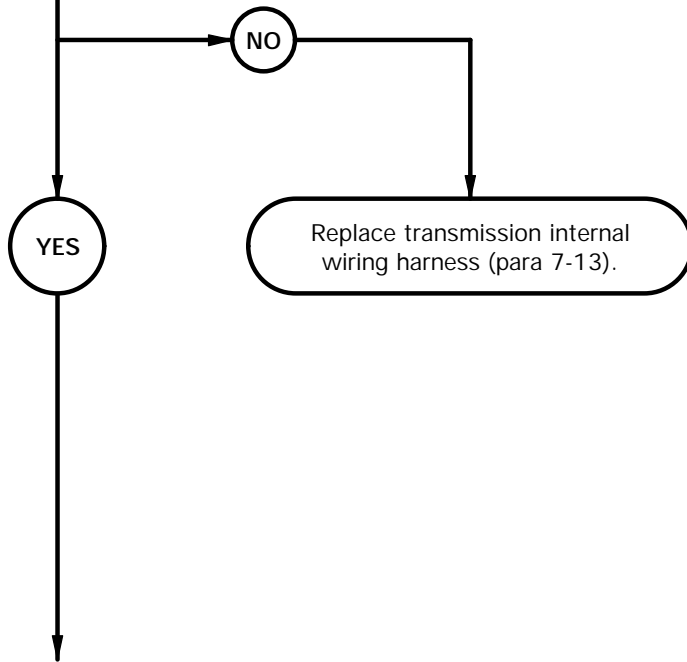 NO
YES
Replace transmission internal
wiring harness (para 7-13).